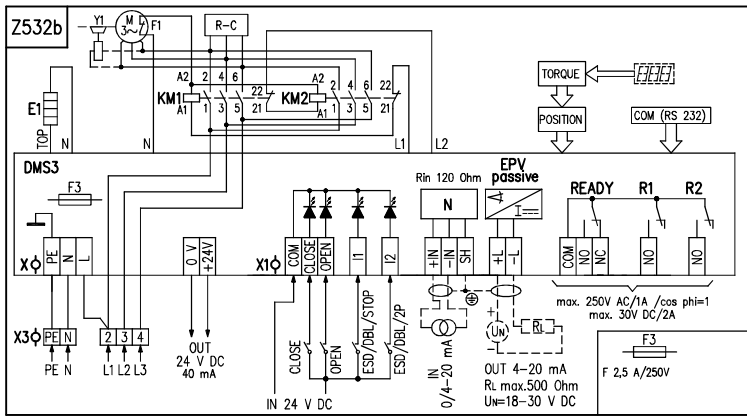 Z532b
Y1
M
3~
F1
R-C
A2 2 4 6 22
KM1
A1 1 3 5 21
A2 2 4 6 22
KM2
A1 1 3 5 21
E1
TOP
N
N
L1 L2
TORQUE
POSITION
COM (RS 232)
DMS3
F3
Rin 120 Ohm
N
EPV
passive
READY R1 R2
X
PE N L
0 V +24V
X1
COM CLOSE OPEN I1 I2
+IN -IN SH
+L -L
COM NO NC NO NO
max. 250V AC/1A /cos phi=1
max. 30V DC/2A
X3
PE N 2 3 4
PE N L1 L2 L3
OUT
24 V DC
40 mA
IN 24 V DC
CLOSE
OPEN
ESD/DBL/STOP
ESD/DBL/2P
IN
0/4-20 mA
+
UN
-
RL
OUT 4-20 mA
RL max.500 Ohm
UN=18-30 V DC
F3
F 2,5 A/250V